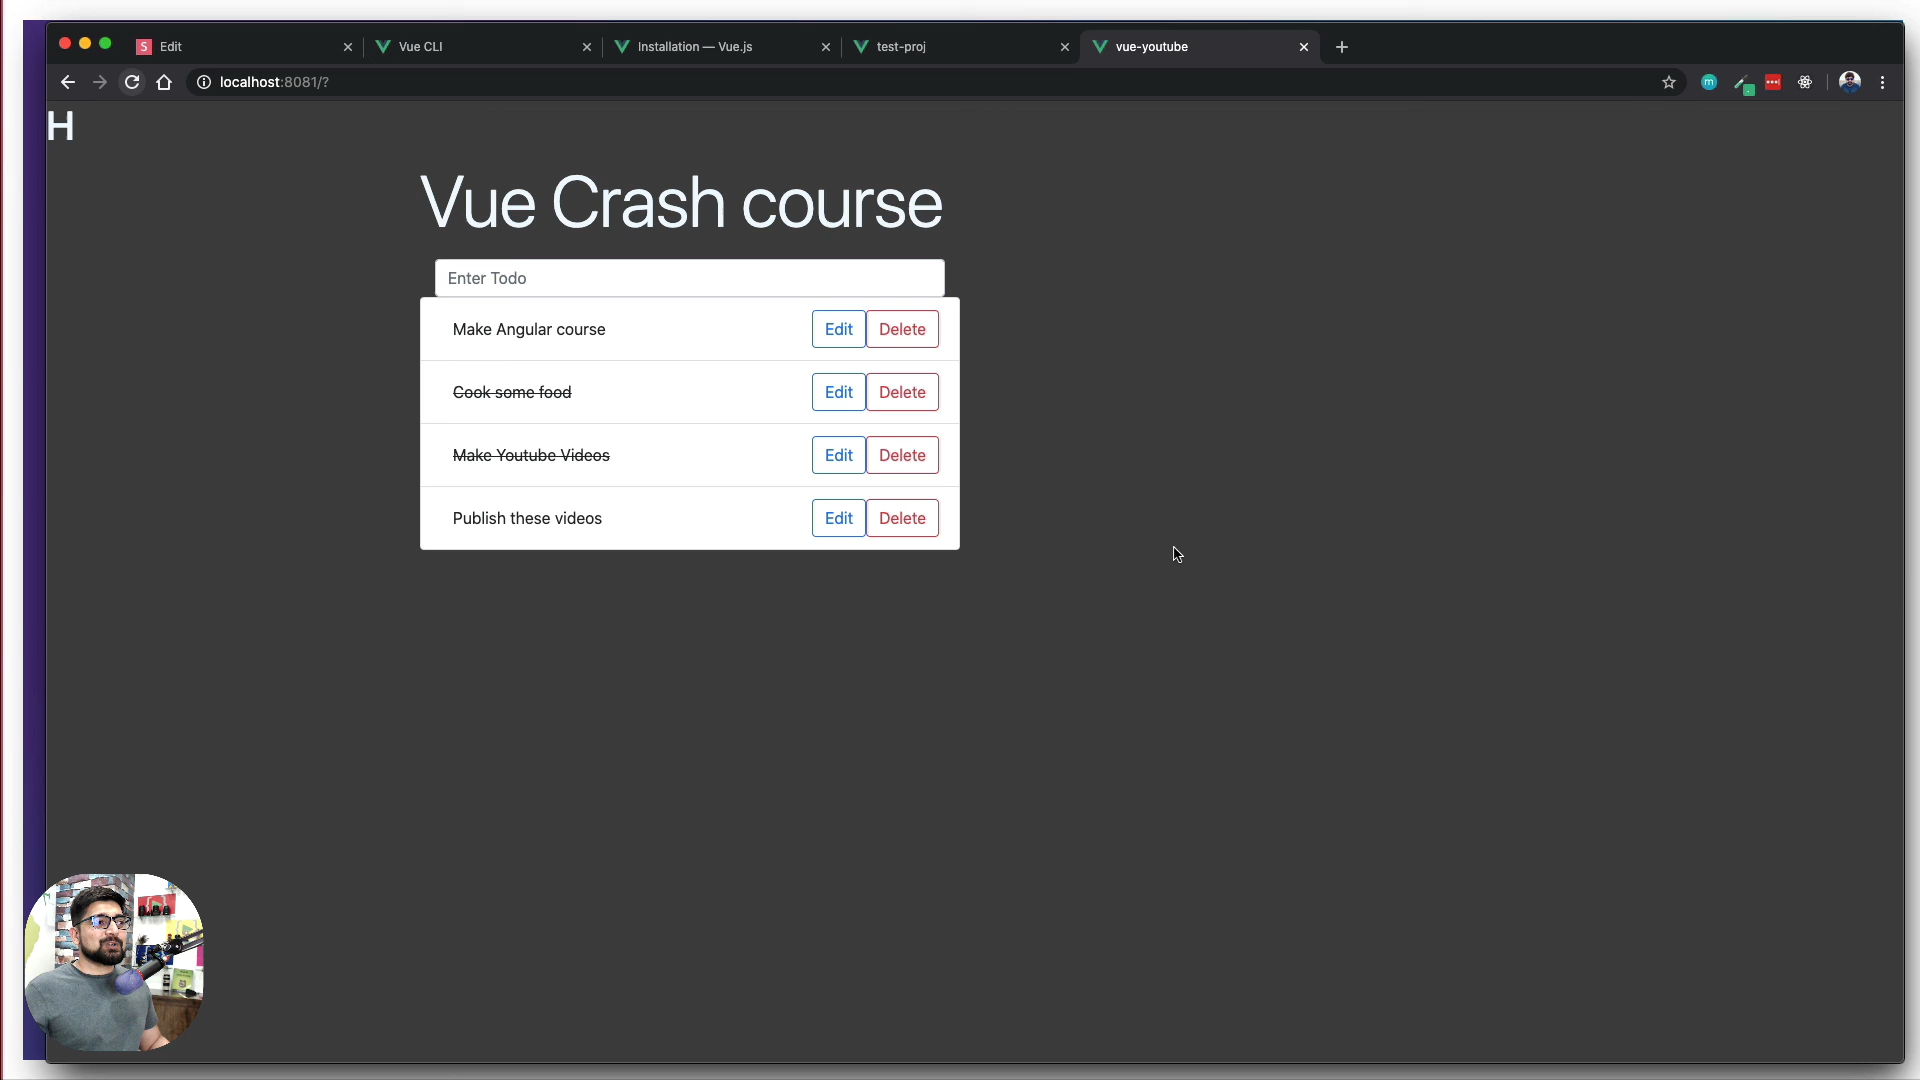 S Edit
Vue CLI
Installation — Vue.js
test-proj
vue-youtube
localhost:8081/?
m
H
Vue Crash course
Enter Todo
Make Angular course Edit Delete
Cook some food Edit Delete
Make Youtube Videos Edit Delete
Publish these videos Edit Delete